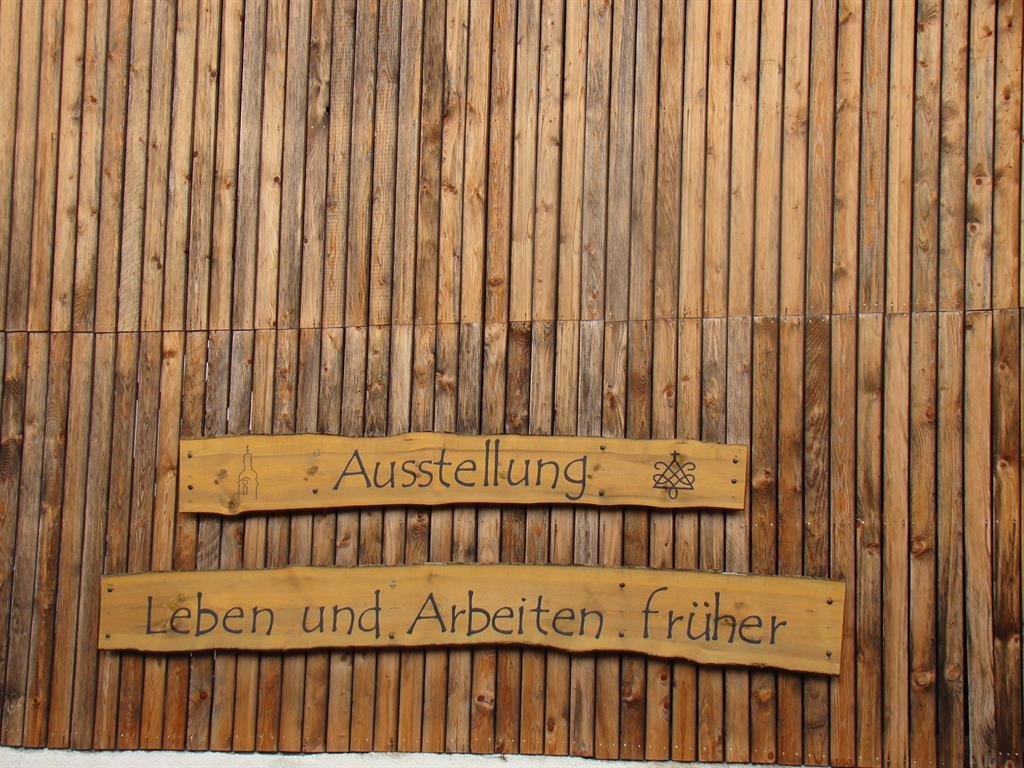 Ausstellung
Leben und Arbeiten früher